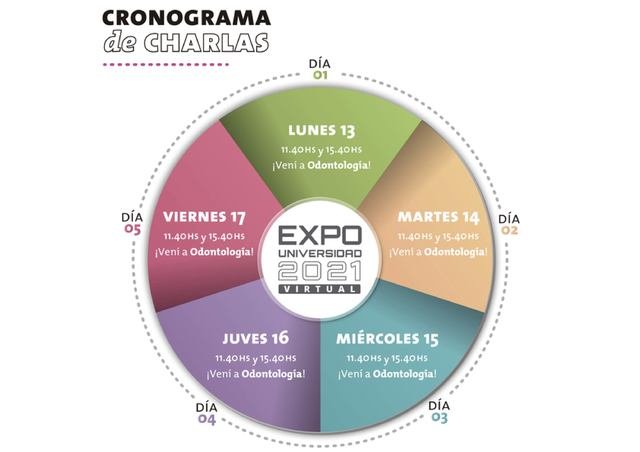 CRONOGRAMA
de CHARLAS
DÍA
01
LUNES 13
11.40HS y 15.40HS
¡Vení a Odontología!
DÍA
02
MARTES 14
11.40HS y 15.40HS
¡Vení a Odontología!
DÍA
03
MIÉRCOLES 15
11.40HS y 15.40HS
¡Vení a Odontología!
DÍA
04
JUVES 16
11.40HS y 15.40HS
¡Vení a Odontología!
DÍA
05
VIERNES 17
11.40HS y 15.40HS
¡Vení a Odontología!
EXPO
UNIVERSIDAD
2021
VIRTUAL